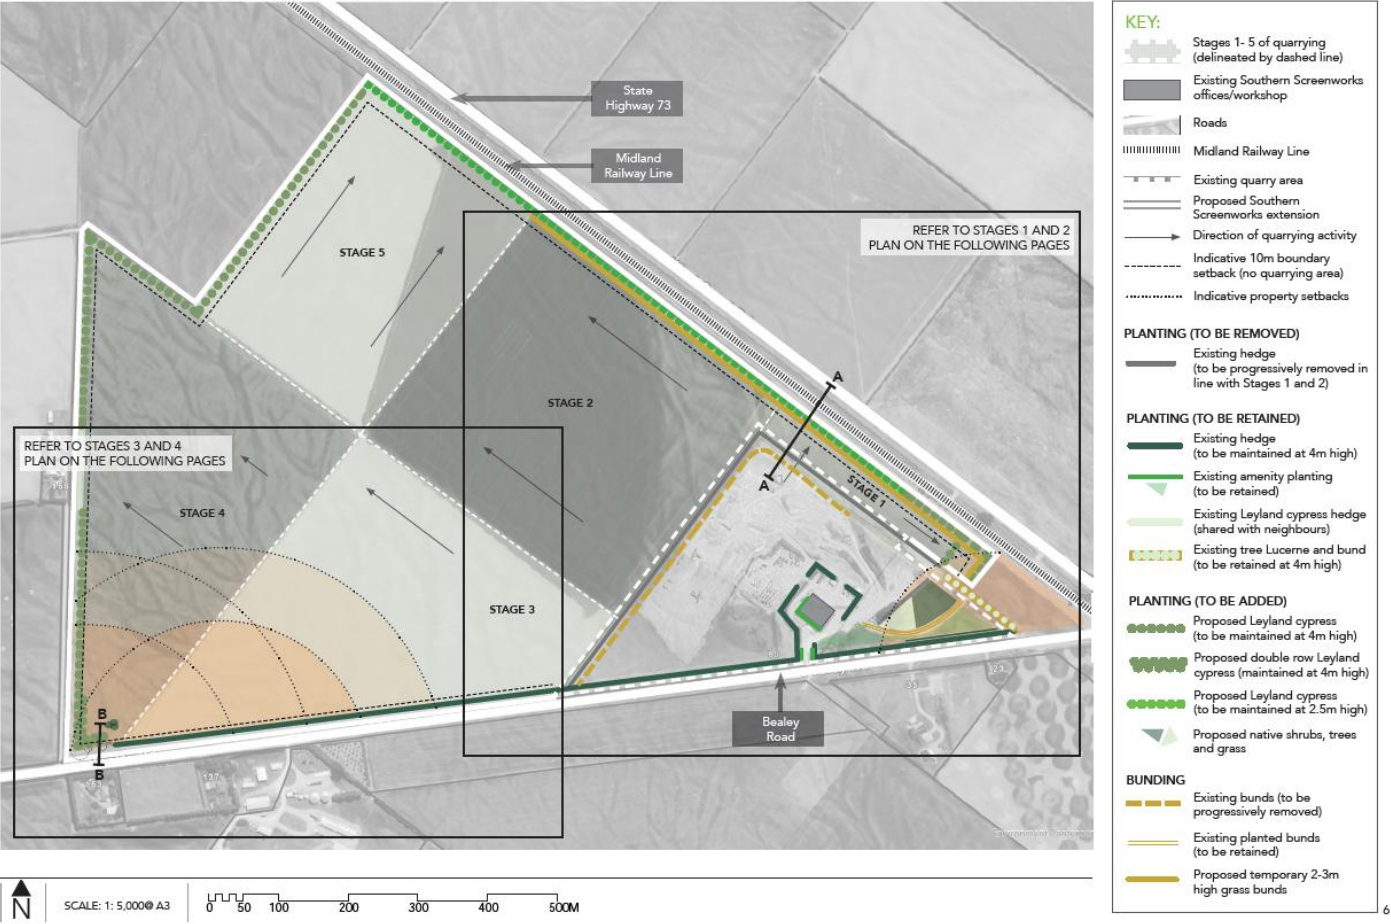 State
Highway 73
Midland
Railway Line
REFER TO STAGES 1 AND 2
PLAN ON THE FOLLOWING PAGES
STAGE 5
A
STAGE 2
REFER TO STAGES 3 AND 4
PLAN ON THE FOLLOWING PAGES
A
STAGE 1
STAGE 4
STAGE 3
23
35
B
Bealey
Road
B
137
N
SCALE: 1: 5,000@ A3
0 50 100 200 300 400 500M
KEY:
Stages 1- 5 of quarrying
(delineated by dashed line)
Existing Southern Screenworks
offices/workshop
Roads
Midland Railway Line
Existing quarry area
Proposed Southern
Screenworks extension
Direction of quarrying activity
Indicative 10m boundary
setback (no quarrying area)
Indicative property setbacks
PLANTING (TO BE REMOVED)
Existing hedge
(to be progressively removed in
line with Stages 1 and 2)
PLANTING (TO BE RETAINED)
Existing hedge
(to be maintained at 4m high)
Existing amenity planting
(to be retained)
Existing Leyland cypress hedge
(shared with neighbours)
Existing tree Lucerne and bund
(to be retained at 4m high)
PLANTING (TO BE ADDED)
Proposed Leyland cypress
(to be maintained at 4m high)
Proposed double row Leyland
cypress (maintained at 4m high)
Proposed Leyland cypress
(to be maintained at 2.5m high)
Proposed native shrubs, trees
and grass
BUNDING
Existing bunds (to be
progressively removed)
Existing planted bunds
(to be retained)
Proposed temporary 2-3m
high grass bunds
6